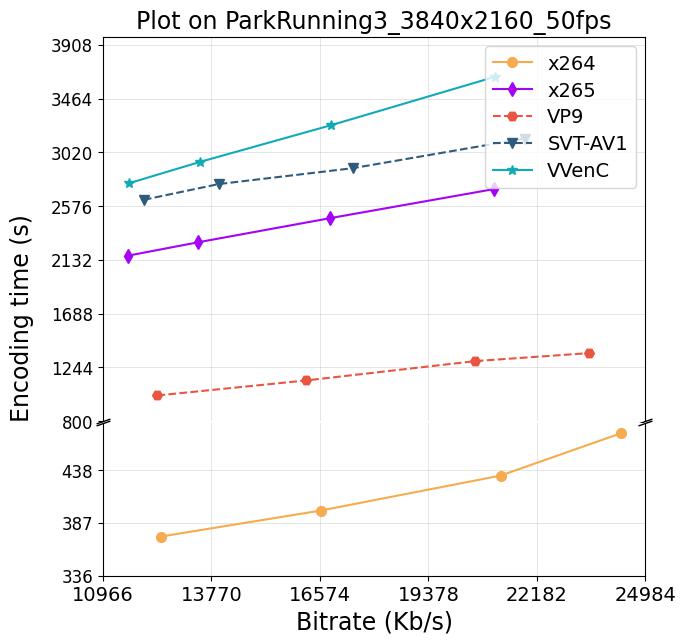 Plot on ParkRunning3_3840x2160_50fps
Encoding time (s)
3908
3464
3020
2576
2132
1688
1244
800
438
387
336
x264
x265
VP9
SVT-AV1
VVenC
10966 13770 16574 19378 22182 24984
Bitrate (Kb/s)